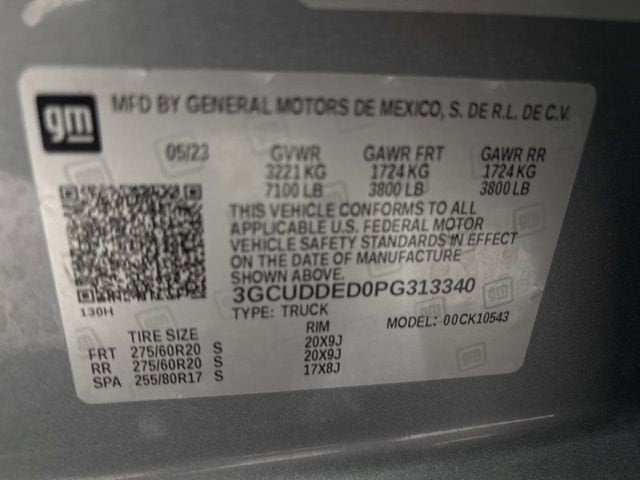 gm
MFD BY GENERAL MOTORS DE MEXICO, S. DE R.L. DE C.V.
05/23 GVWR GAWR FRT GAWR RR
3221 KG 1724 KG 1724 KG
7100 LB 3800 LB 3800 LB
THIS VEHICLE CONFORMS TO ALL
APPLICABLE U.S. FEDERAL MOTOR
VEHICLE SAFETY STANDARDS IN EFFECT
ON THE DATE OF MANUFACTURE
SHOWN ABOVE.
3GCUDDED0PG313340
130H
TYPE: TRUCK MODEL: 00CK10543
TIRE SIZE RIM
FRT 275/60R20 S 20X9J
RR 275/60R20 S 20X9J
SPA 255/80R17 S 17X8J